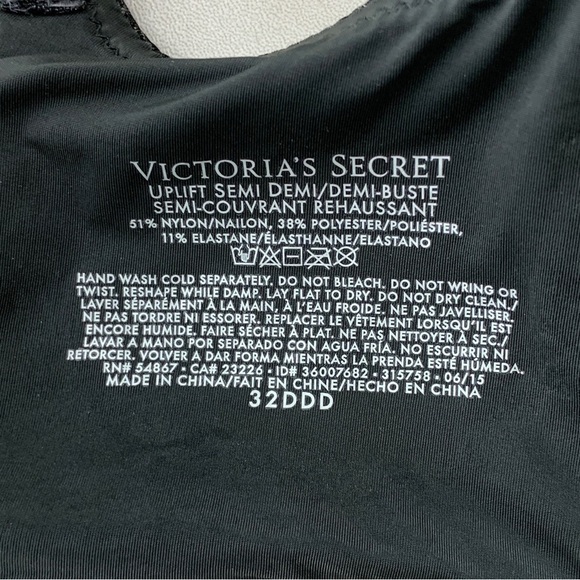 VICTORIA'S SECRET
UPLIFT SEMI DEMI/DEMI-BUSTE
SEMI-COUVRANT REHAUSSANT
51% NYLON/NAILON, 38% POLYESTER/POLIÉSTER,
11% ELASTANE/ÉLASTHANNE/ELASTANO
HAND WASH COLD SEPARATELY. DO NOT BLEACH. DO NOT WRING OR
TWIST. RESHAPE WHILE DAMP. LAY FLAT TO DRY. DO NOT DRY CLEAN./
LAVER SÉPARÉMENT À LA MAIN, À L'EAU FROIDE. NE PAS JAVELLISER.
NE PAS TORDRE NI ESSORER. REPLACER LE VÊTEMENT LORSQU'IL EST
ENCORE HUMIDE. FAIRE SÉCHER À PLAT. NE PAS NETTOYER À SEC./
LAVAR A MANO POR SEPARADO CON AGUA FRÍA. NO ESCURRIR NI
RETORCER. VOLVER A DAR FORMA MIENTRAS LA PRENDA ESTÉ HÚMEDA.
RN# 54867 • CA# 23226 • ID# 36007682 • 315758 • 06/15
MADE IN CHINA/FAIT EN CHINE/HECHO EN CHINA
32DDD